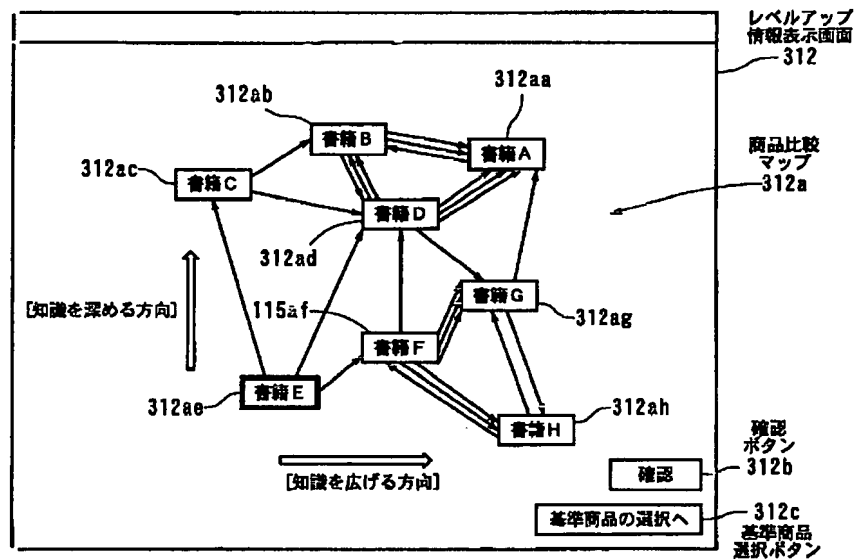 レベルアップ
情報表示画面
312
312aa
312ab
書籍B
書籍A
商品比較
マップ
312a
312ac
書籍C
書籍D
312ad
[知識を深める方向]
115af
書籍G
312ag
書籍F
312ae
書籍E
312ah
書籍H
確認
ボタン
312b
[知識を広げる方向]
確認
基準商品の選択へ
312c
基準商品
選択ボタン